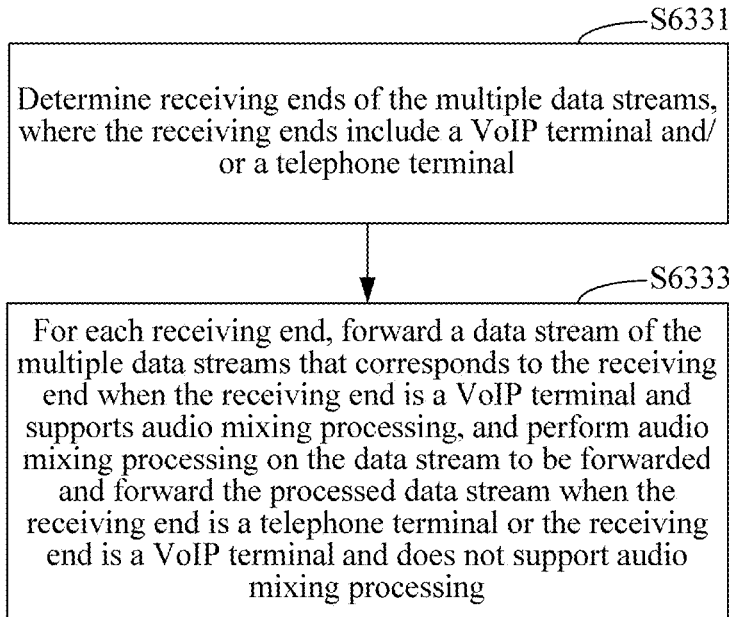 S6331
Determine receiving ends of the multiple data streams,
where the receiving ends include a VoIP terminal and/
or a telephone terminal
S6333
For each receiving end, forward a data stream of the
multiple data streams that corresponds to the receiving
end when the receiving end is a VoIP terminal and
supports audio mixing processing, and perform audio
mixing processing on the data stream to be forwarded
and forward the processed data stream when the
receiving end is a telephone terminal or the receiving
end is a VoIP terminal and does not support audio
mixing processing